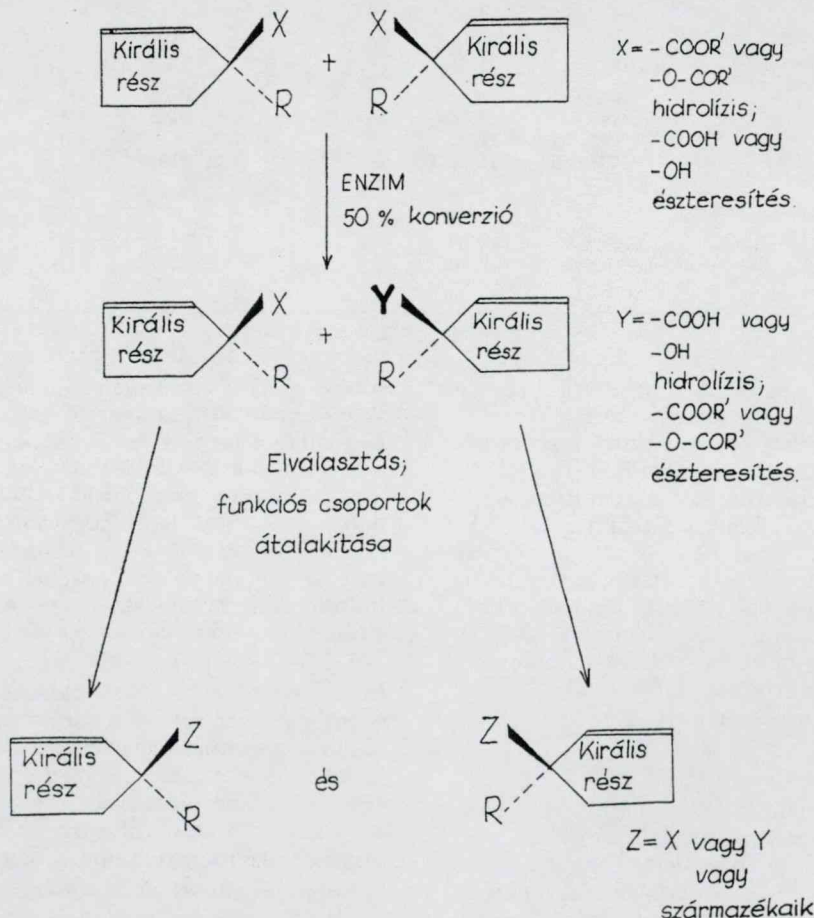 Királis
rész
X
R
+
X
R
Királis
rész
X = -COOR' vagy
-O-COR'
hidrolízis;
-COOH vagy
-OH
észteresítés.
ENZIM
50 % konverzió
Királis
rész
X
R
+
Y
R
Királis
rész
Y = -COOH vagy
-OH
hidrolízis;
-COOR' vagy
-O-COR'
észteresítés.
Elválasztás;
funkciós csoportok
átalakítása
Királis
rész
Z
R
és
Z
R
Királis
rész
Z = X vagy Y
vagy
származékaik